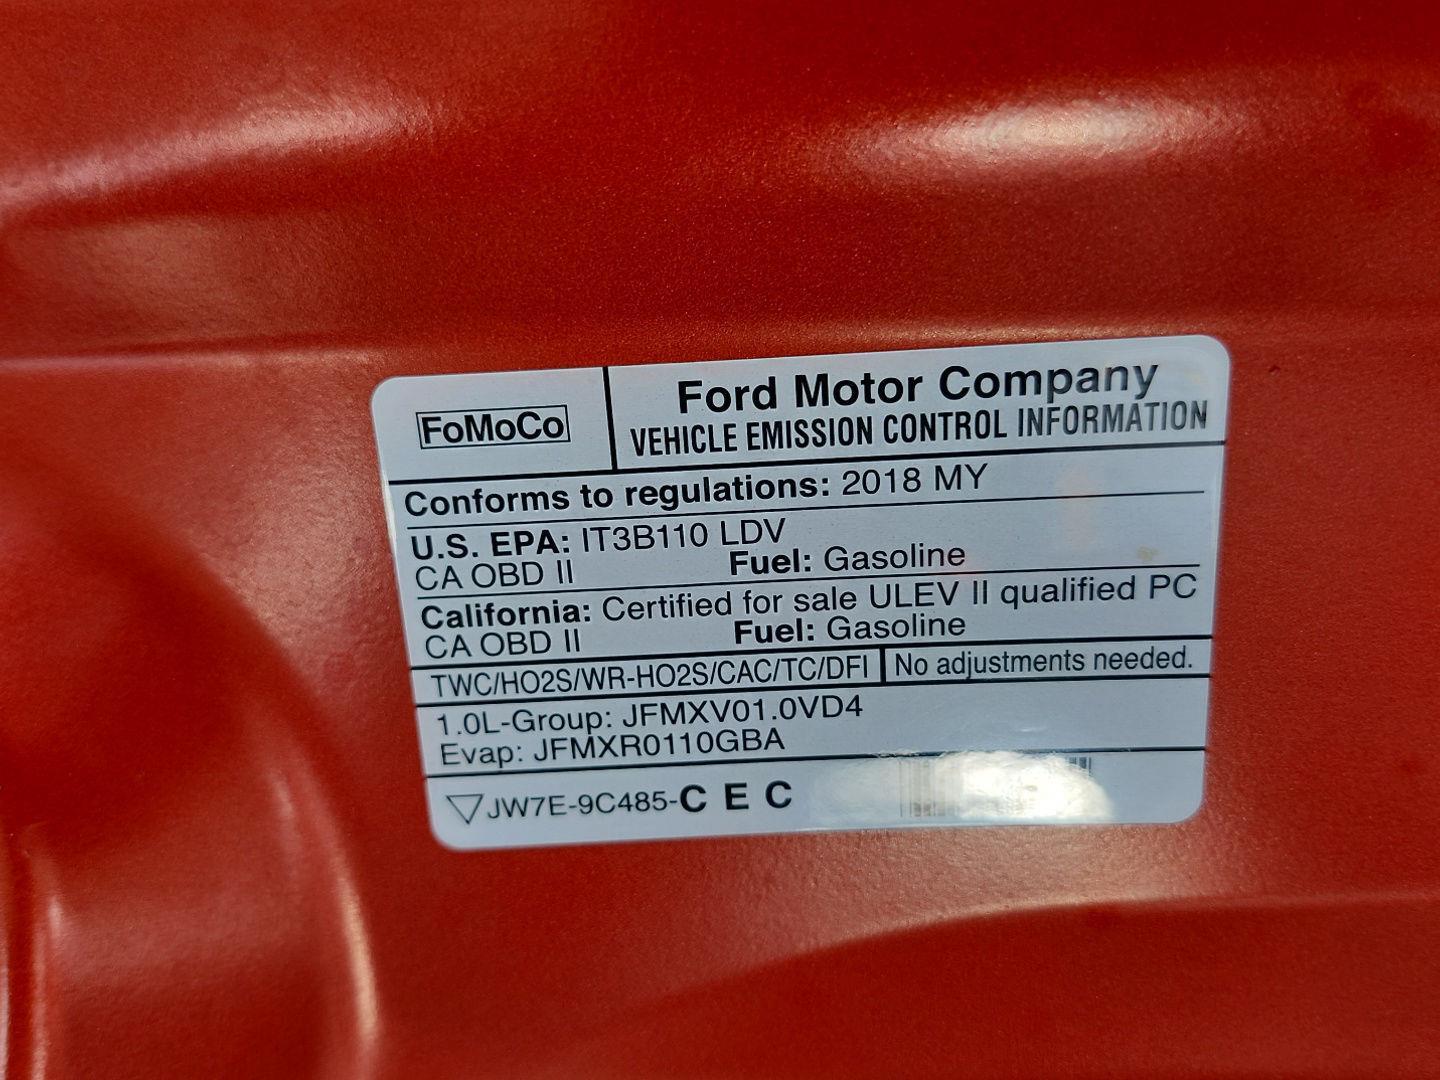 FoMoCo
Ford Motor Company
VEHICLE EMISSION CONTROL INFORMATION
Conforms to regulations: 2018 MY
U.S. EPA: IT3B110 LDV
CA OBD II Fuel: Gasoline
California: Certified for sale ULEV II qualified PC
CA OBD II Fuel: Gasoline
TWC/HO2S/WR-HO2S/CAC/TC/DFI No adjustments needed.
1.0L-Group: JFMXV01.0VD4
Evap: JFMXR0110GBA
JW7E-9C485-C E C